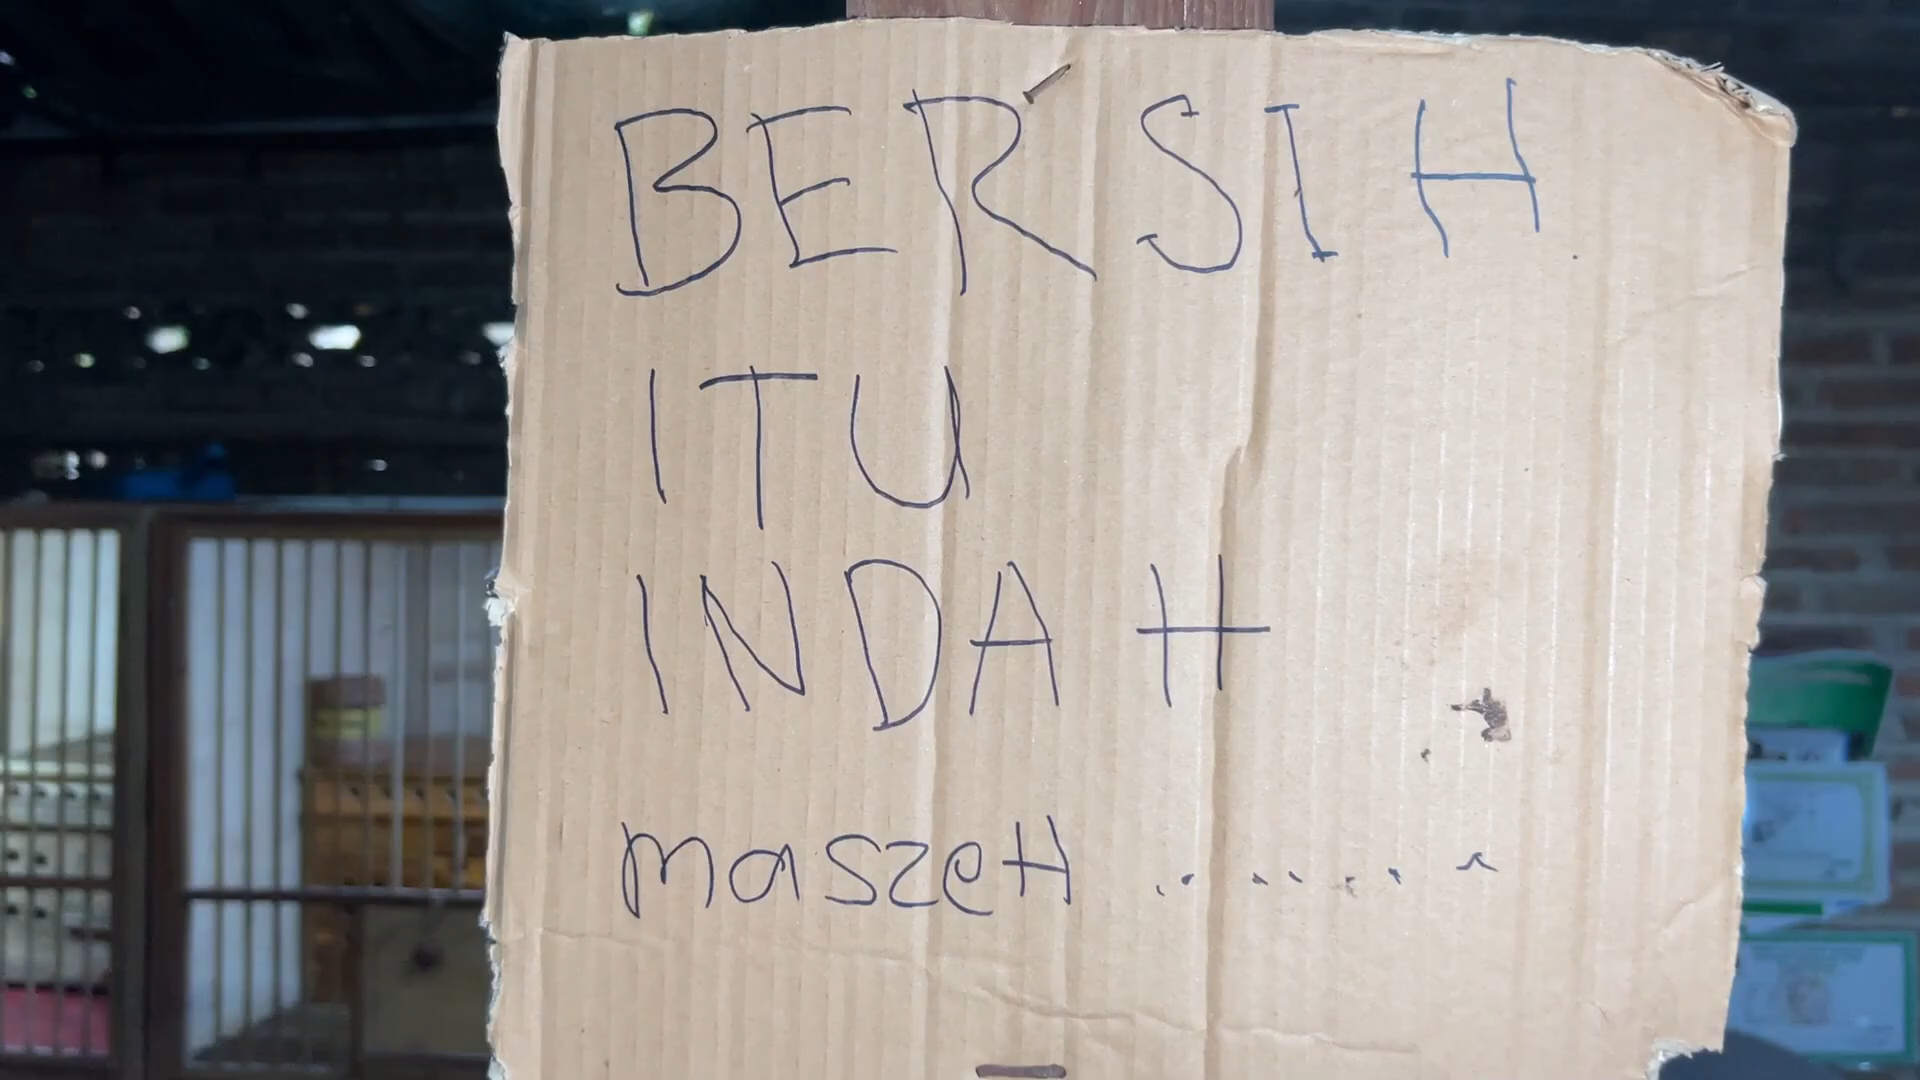 BERSIH
ITU
INDAH
maszeH .......